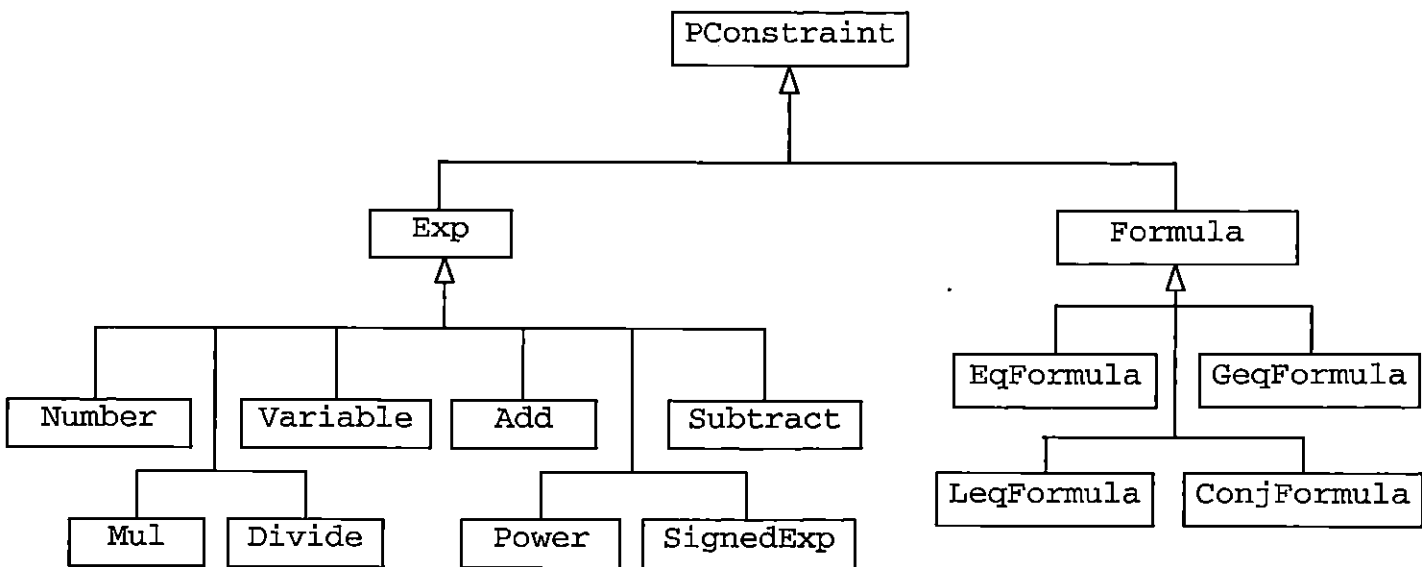 PConstraint
Exp
Formula
EqFormula GeqFormula
Number Variable Add Subtract
LeqFormula ConjFormula
Mul Divide Power SignedExp